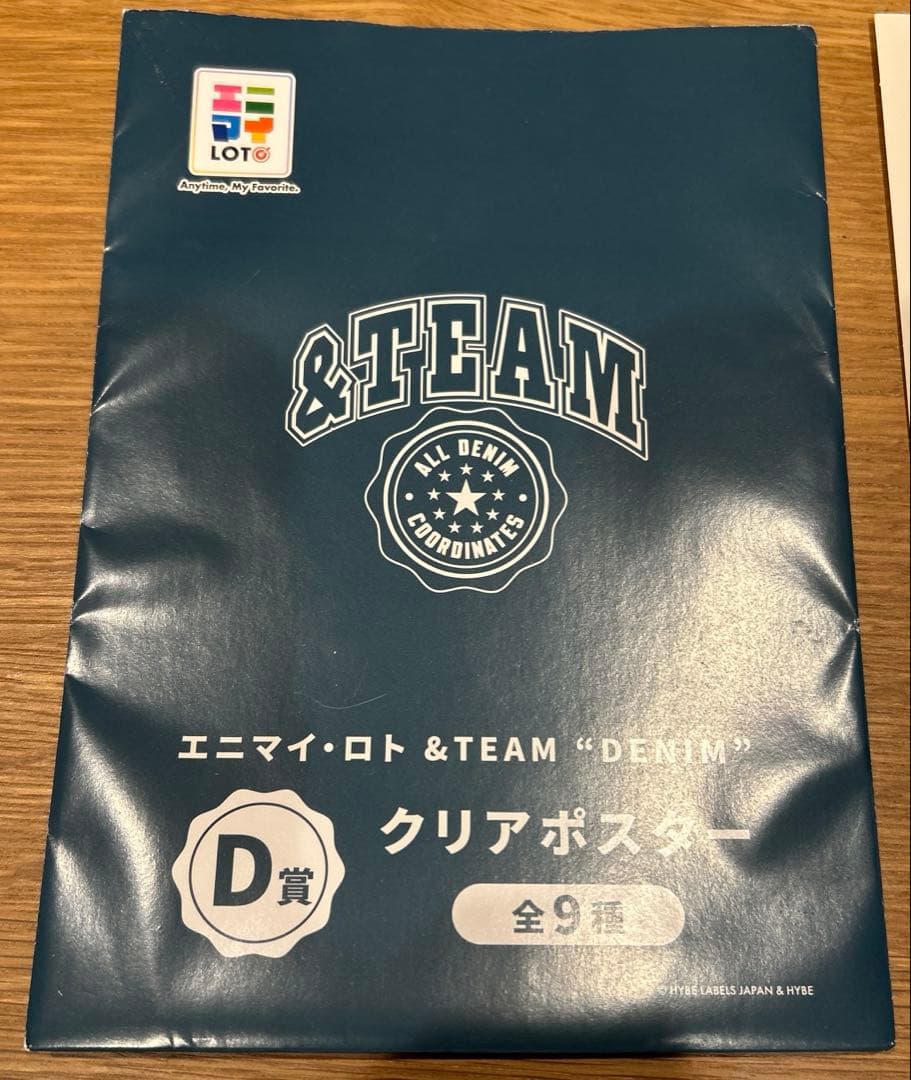 エニマイ
LOTO
Anytime, My Favorite.
&TEAM
ALL DENIM
COORDINATES
エニマイ・ロト &TEAM “DENIM”
D賞
クリアポスター
全9種
© HYBE LABELS JAPAN & HYBE